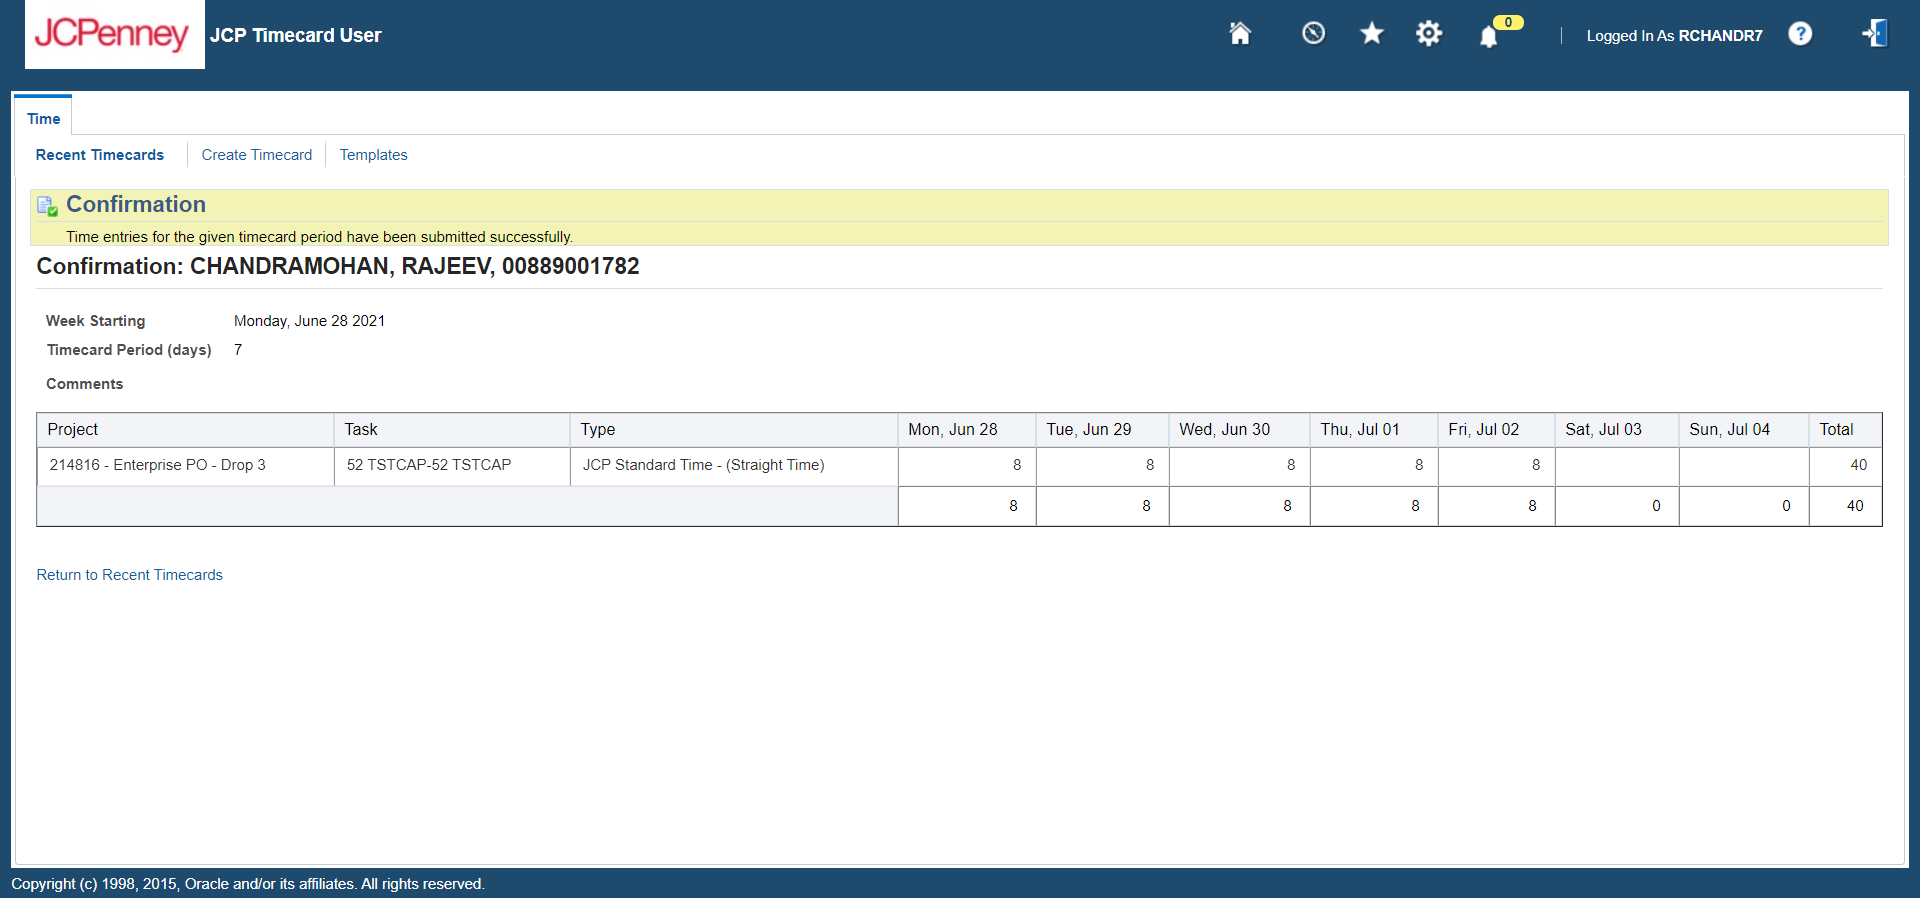 JCPenney JCP Timecard User 0 Logged In As RCHANDR7 ?
Time
Recent Timecards Create Timecard Templates
Confirmation
Time entries for the given timecard period have been submitted successfully.
Confirmation: CHANDRAMOHAN, RAJEEV, 00889001782
Week Starting Monday, June 28 2021
Timecard Period (days) 7
Comments
Project Task Type Mon, Jun 28 Tue, Jun 29 Wed, Jun 30 Thu, Jul 01 Fri, Jul 02 Sat, Jul 03 Sun, Jul 04 Total
214816 - Enterprise PO - Drop 3 52 TSTCAP-52 TSTCAP JCP Standard Time - (Straight Time) 8 8 8 8 8 40
8 8 8 8 8 0 0 40
Return to Recent Timecards
Copyright (c) 1998, 2015, Oracle and/or its affiliates. All rights reserved.